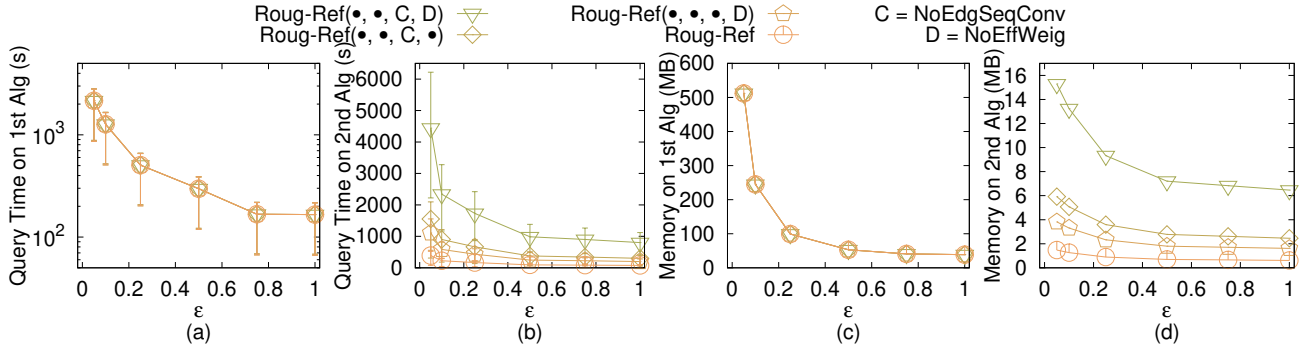 Roug-Ref(•, •, C, D)
Roug-Ref(•, •, C, •)
Roug-Ref(•, •, •, D)
Roug-Ref
C = NoEdgSeqConv
D = NoEffWeig
Query Time on 1st Alg (s)
10^3
10^2
0 0.2 0.4 0.6 0.8 1
ε
(a)
Query Time on 2nd Alg (s)
6000
5000
4000
3000
2000
1000
0
0 0.2 0.4 0.6 0.8 1
ε
(b)
Memory on 1st Alg (MB)
600
500
400
300
200
100
0
0 0.2 0.4 0.6 0.8 1
ε
(c)
Memory on 2nd Alg (MB)
16
14
12
10
8
6
4
2
0
0 0.2 0.4 0.6 0.8 1
ε
(d)